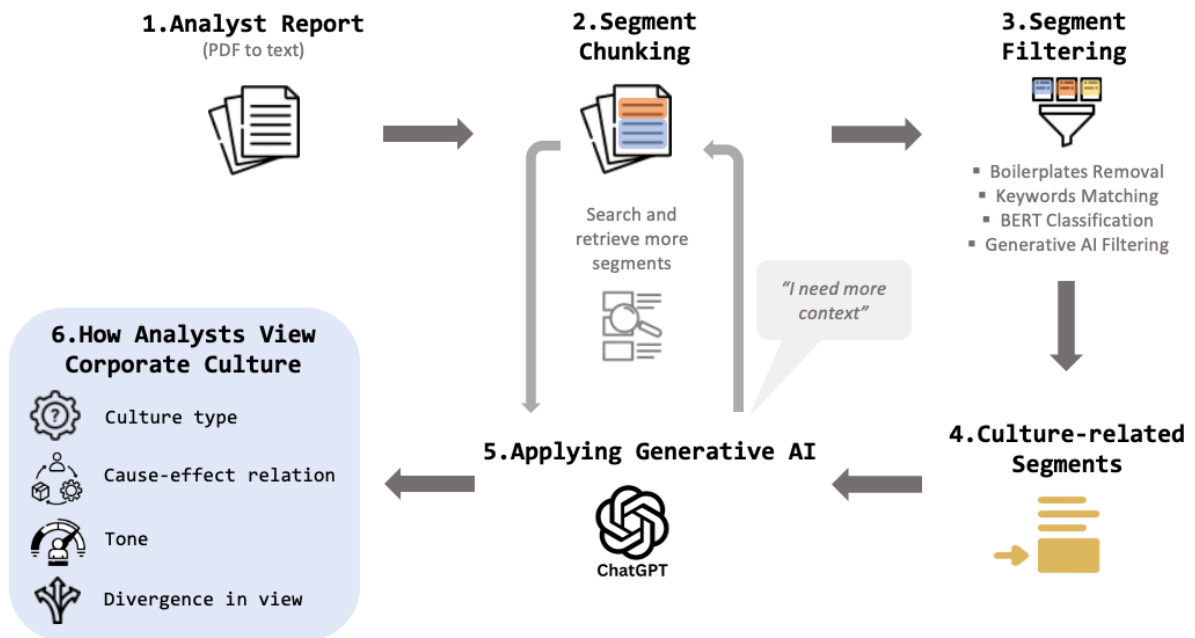 1.Analyst Report
(PDF to text)
2.Segment
Chunking
3.Segment
Filtering
▪ Boilerplates Removal
▪ Keywords Matching
▪ BERT Classification
▪ Generative AI Filtering
Search and
retrieve more
segments
“I need more
context”
4.Culture-related
Segments
5.Applying Generative AI
ChatGPT
6.How Analysts View
Corporate Culture
?
Culture type
Cause-effect relation
Tone
Divergence in view